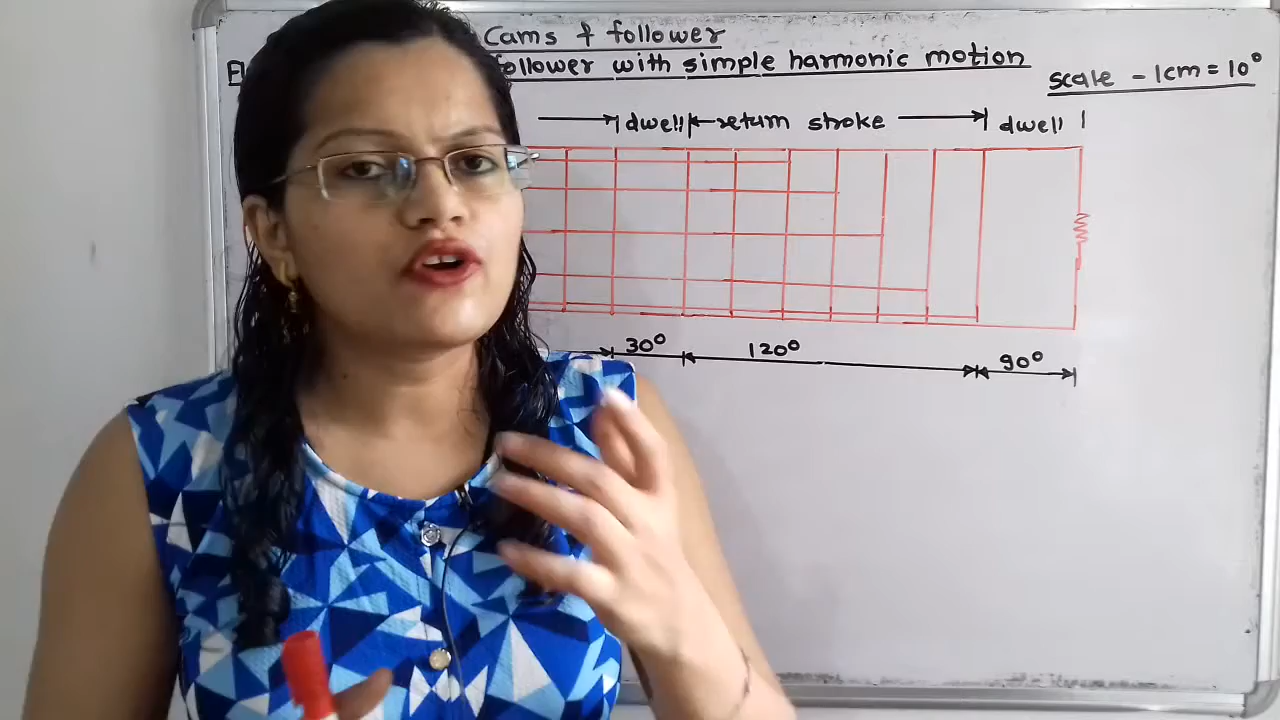 Cams & follower
follower with simple harmonic motion
scale - 1cm = 10°
dwell return stroke dwell
30° 120° 90°